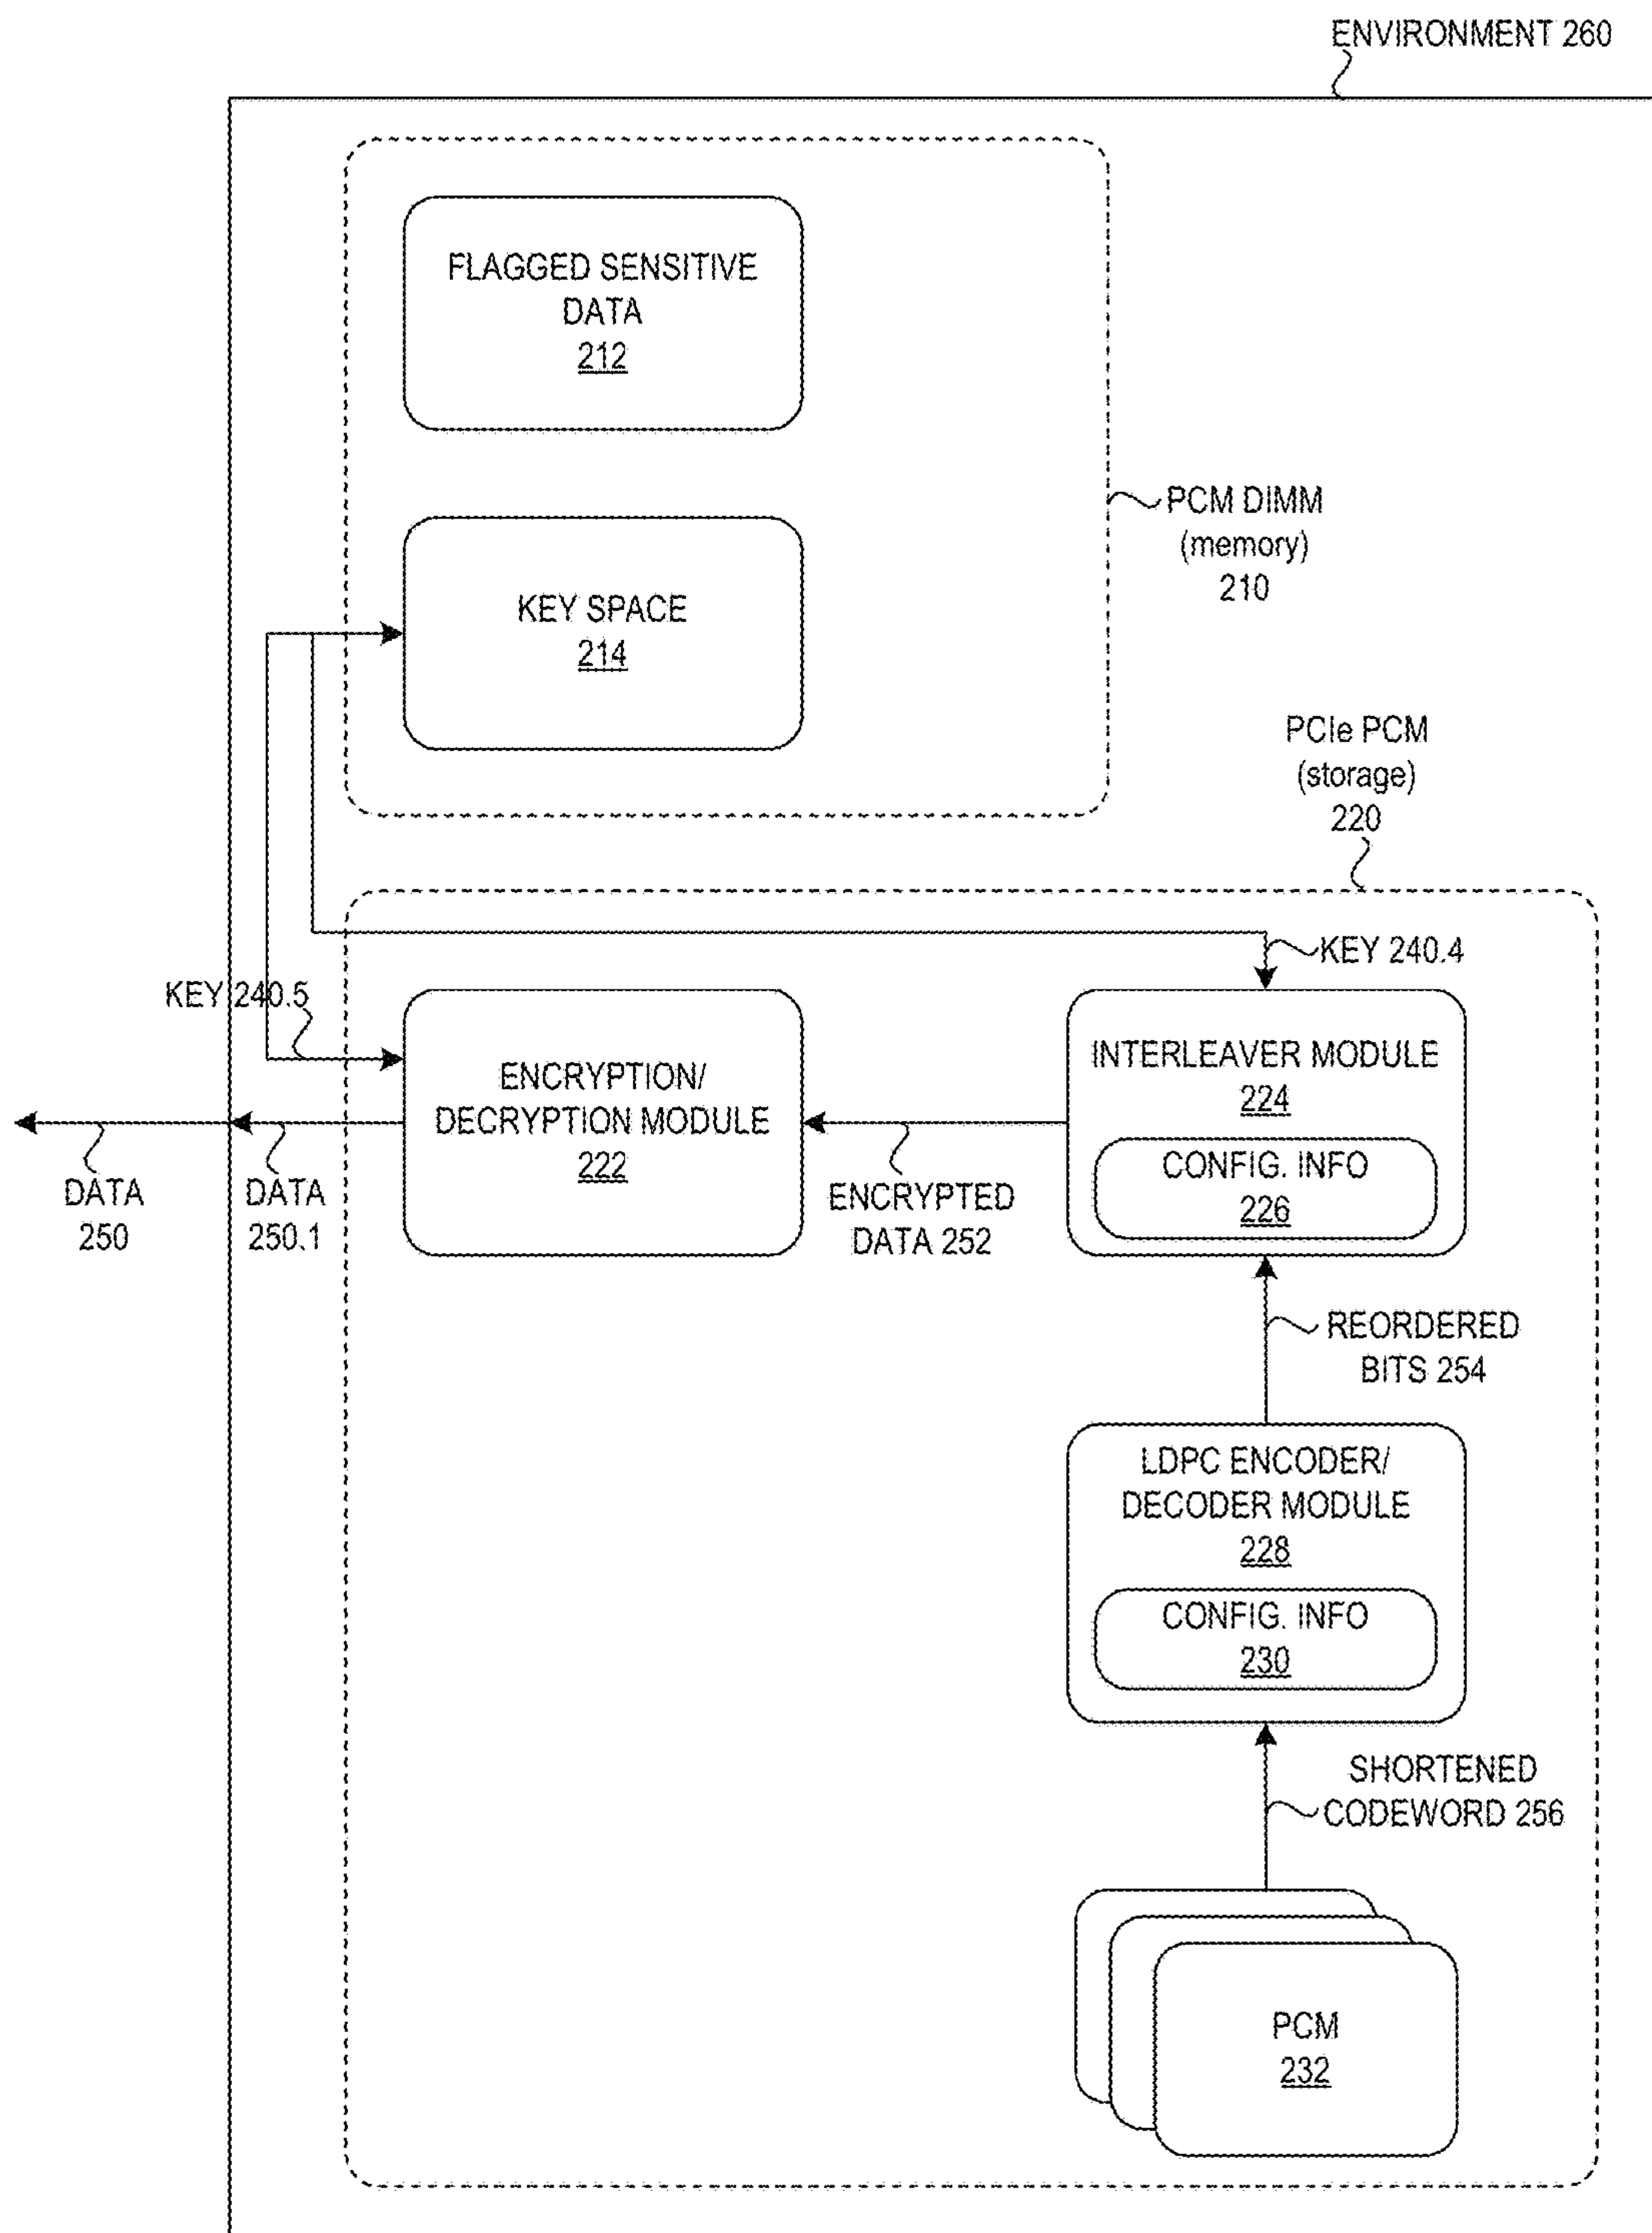 ENVIRONMENT 260
FLAGGED SENSITIVE
DATA
212
PCM DIMM
(memory)
210
KEY SPACE
214
PCIe PCM
(storage)
220
KEY 240.4
KEY 240.5
INTERLEAVER MODULE
224
CONFIG. INFO
226
ENCRYPTION/
DECRYPTION MODULE
222
DATA
250
DATA
250.1
ENCRYPTED
DATA 252
REORDERED
BITS 254
LDPC ENCODER/
DECODER MODULE
228
CONFIG. INFO
230
SHORTENED
CODEWORD 256
PCM
232